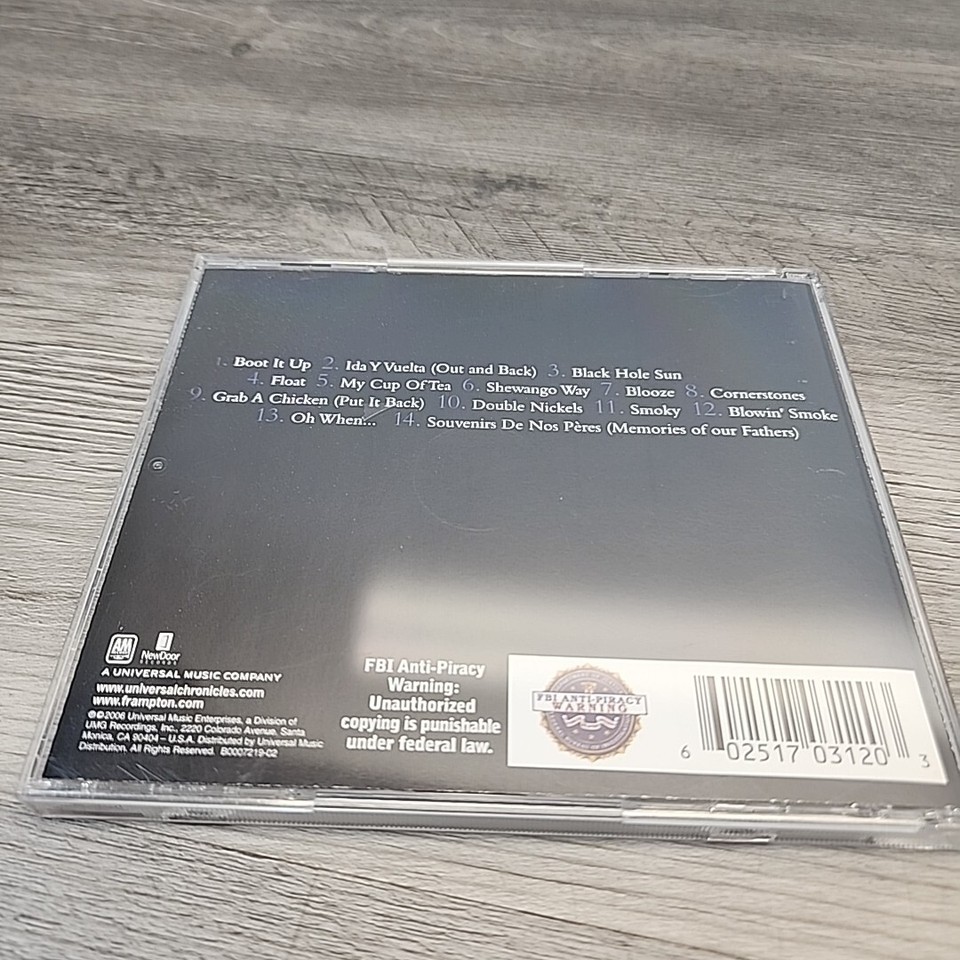 1. Boot It Up 2. Ida Y Vuelta (Out and Back) 3. Black Hole Sun
4. Float 5. My Cup Of Tea 6. Shewango Way 7. Blooze 8. Cornerstones
9. Grab A Chicken (Put It Back) 10. Double Nickels 11. Smoky 12. Blowin' Smoke
13. Oh When... 14. Souvenirs De Nos Pères (Memories of our Fathers)
AM
NewDoor
RECORDS
A UNIVERSAL MUSIC COMPANY
www.universalchronicles.com
www.frampton.com
℗©2006 Universal Music Enterprises, a Division of
UMG Recordings, Inc., 2220 Colorado Avenue, Santa
Monica, CA 90404 – U.S.A. Distributed by Universal Music
Distribution. All Rights Reserved. B0007219-02
FBI Anti-Piracy
Warning:
Unauthorized
copying is punishable
under federal law.
FBI ANTI-PIRACY
WARNING
6 02517 03120 3